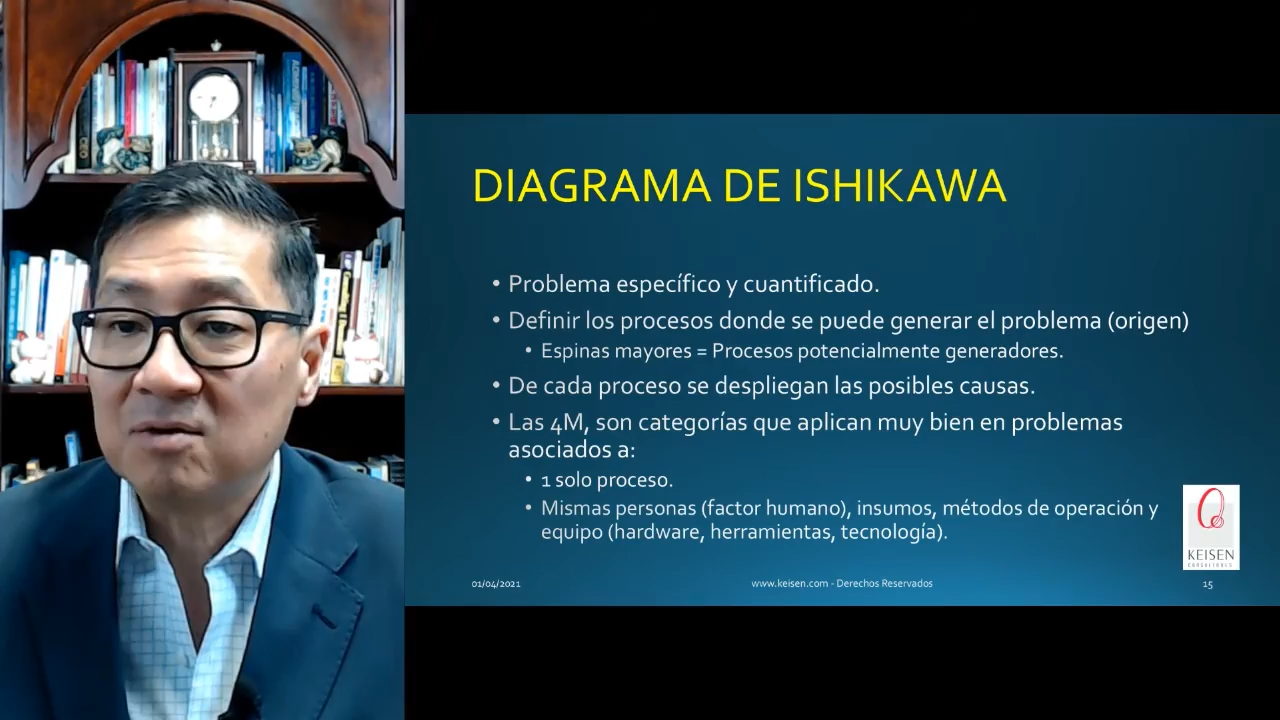 DIAGRAMA DE ISHIKAWA
• Problema específico y cuantificado.
• Definir los procesos donde se puede generar el problema (origen)
• Espinas mayores = Procesos potencialmente generadores.
• De cada proceso se despliegan las posibles causas.
• Las 4M, son categorías que aplican muy bien en problemas
asociados a:
• 1 solo proceso.
• Mismas personas (factor humano), insumos, métodos de operación y
equipo (hardware, herramientas, tecnología).
KEISEN
CONSULTORES
01/04/2021
www.keisen.com - Derechos Reservados
15